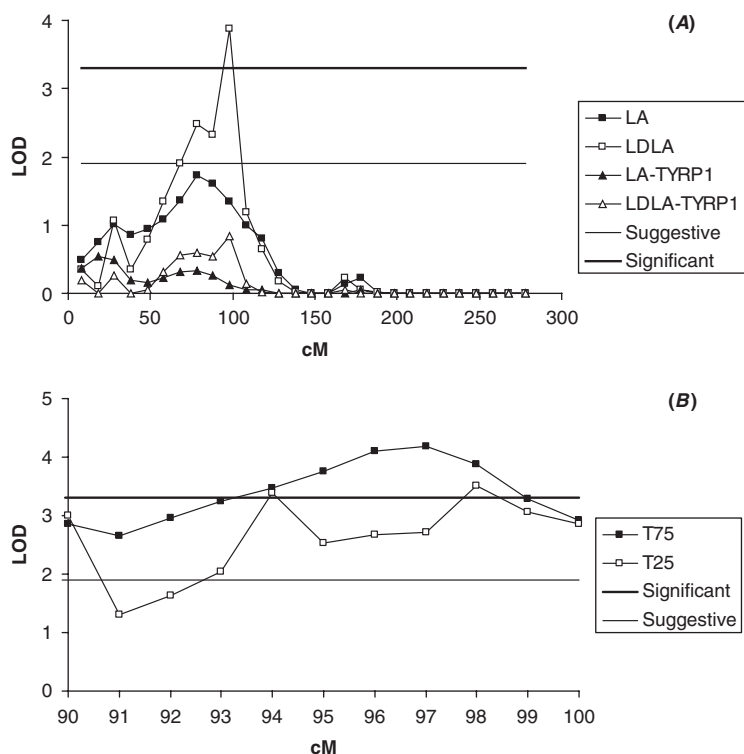 (A)
4
3
2
1
0
LOD
0 50 100 150 200 250 300
cM
LA
LDLA
LA-TYRP1
LDLA-TYRP1
Suggestive
Significant
(B)
5
4
3
2
1
0
LOD
90 91 92 93 94 95 96 97 98 99 100
cM
T75
T25
Significant
Suggestive